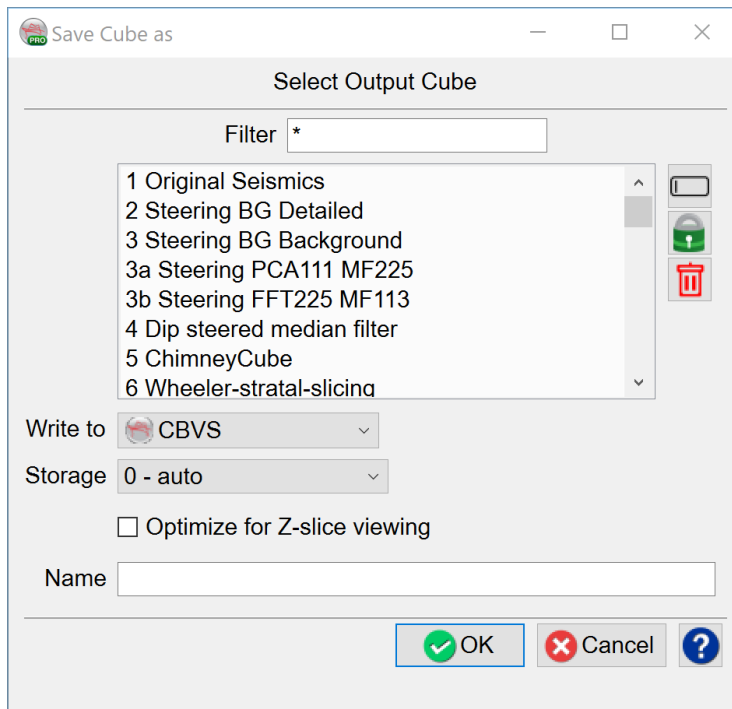 PRO
Save Cube as
Select Output Cube
Filter *
1 Original Seismics
2 Steering BG Detailed
3 Steering BG Background
3a Steering PCA111 MF225
3b Steering FFT225 MF113
4 Dip steered median filter
5 ChimneyCube
6 Wheeler-stratal-slicing
Write to CBVS
Storage 0 - auto
Optimize for Z-slice viewing
Name
OK Cancel ?